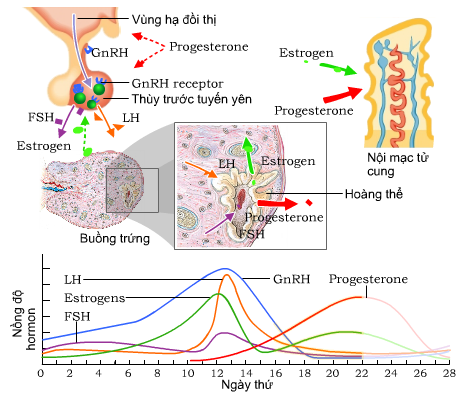 Vùng hạ đồi thị
GnRH
Progesterone
GnRH receptor
Thùy trước tuyến yên
FSH
LH
Estrogen
Buồng trứng
LH
Estrogen
Hoàng thể
Progesterone
FSH
Estrogen
Progesterone
Nội mạc tử
cung
Nồng độ
hormon
LH
Estrogens
FSH
GnRH
Progesterone
0 2 4 6 8 10 12 14 16 18 20 22 24 26 28
Ngày thứ